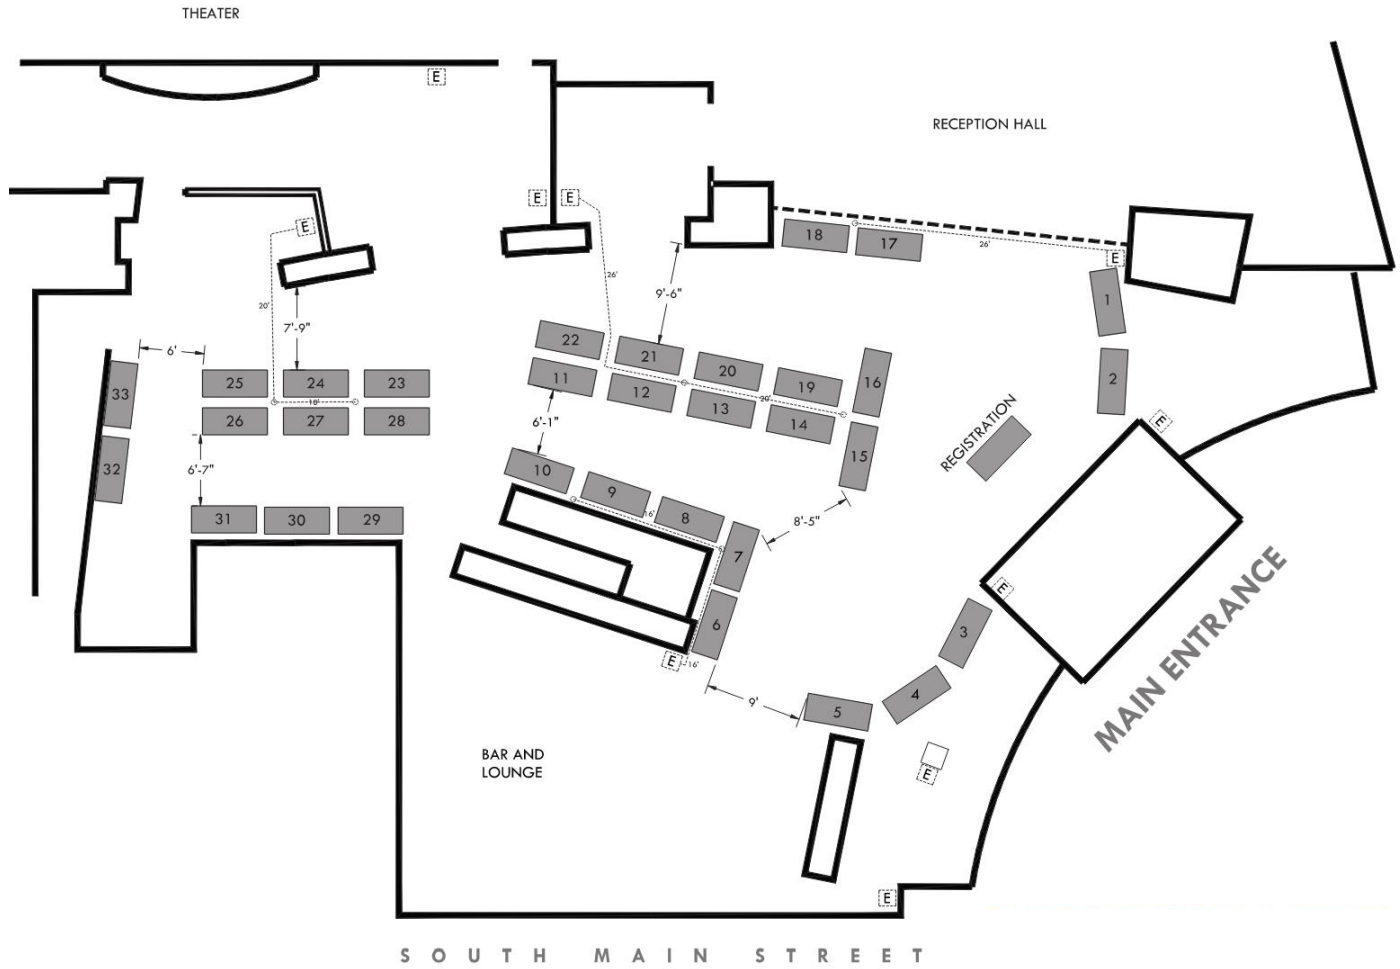 THEATER
E
RECEPTION HALL
E
E
E
18
17
26'
E
26'
9'-6"
20'
7'-9"
1
6'
22
21
20
19
16
2
33
25
24
23
11
12
13
14
20'
10'
26
27
28
6'-1"
REGISTRATION
E
15
32
6'-7"
10
9
8
16'
31
30
29
8'-5"
7
E
6
3
E
16'
MAIN ENTRANCE
4
9'
5
BAR AND
LOUNGE
E
E
SOUTH MAIN STREET